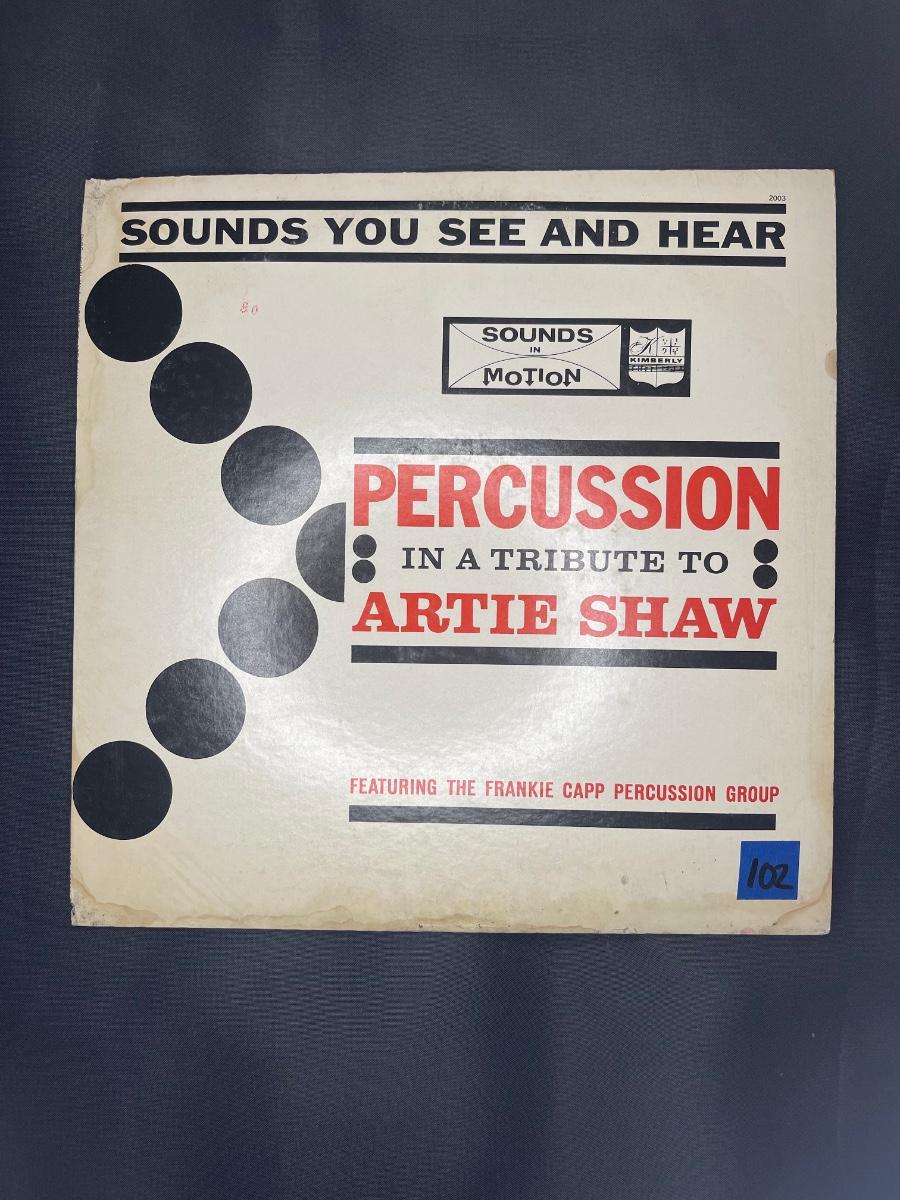 2003
SOUNDS YOU SEE AND HEAR
SOUNDS
IN
MOTION
K
KIMBERLY
PERCUSSION
IN A TRIBUTE TO
ARTIE SHAW
FEATURING THE FRANKIE CAPP PERCUSSION GROUP
102